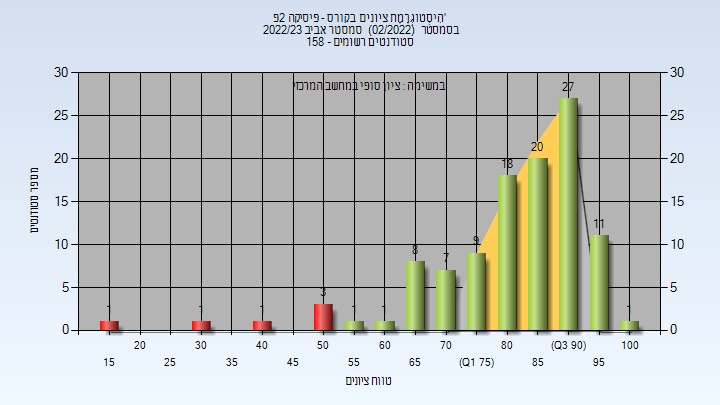 היסטוגרמת ציונים בקורס - פיסיקה 2פ'
בסמסטר (02/2022) סמסטר אביב 2022/23
סטודנטים רשומים - 158
במשימה : ציון סופי במחשב המרכזי
מספר סטודנטים
30 30
25 25
20 20
15 15
10 10
5 5
0 0
1 1 1 3 1 1 8 7 9 18 20 27 11 1
20 30 40 50 60 70 80 (Q3 90) 100
15 25 35 45 55 65 (Q1 75) 85 95
טווח ציונים